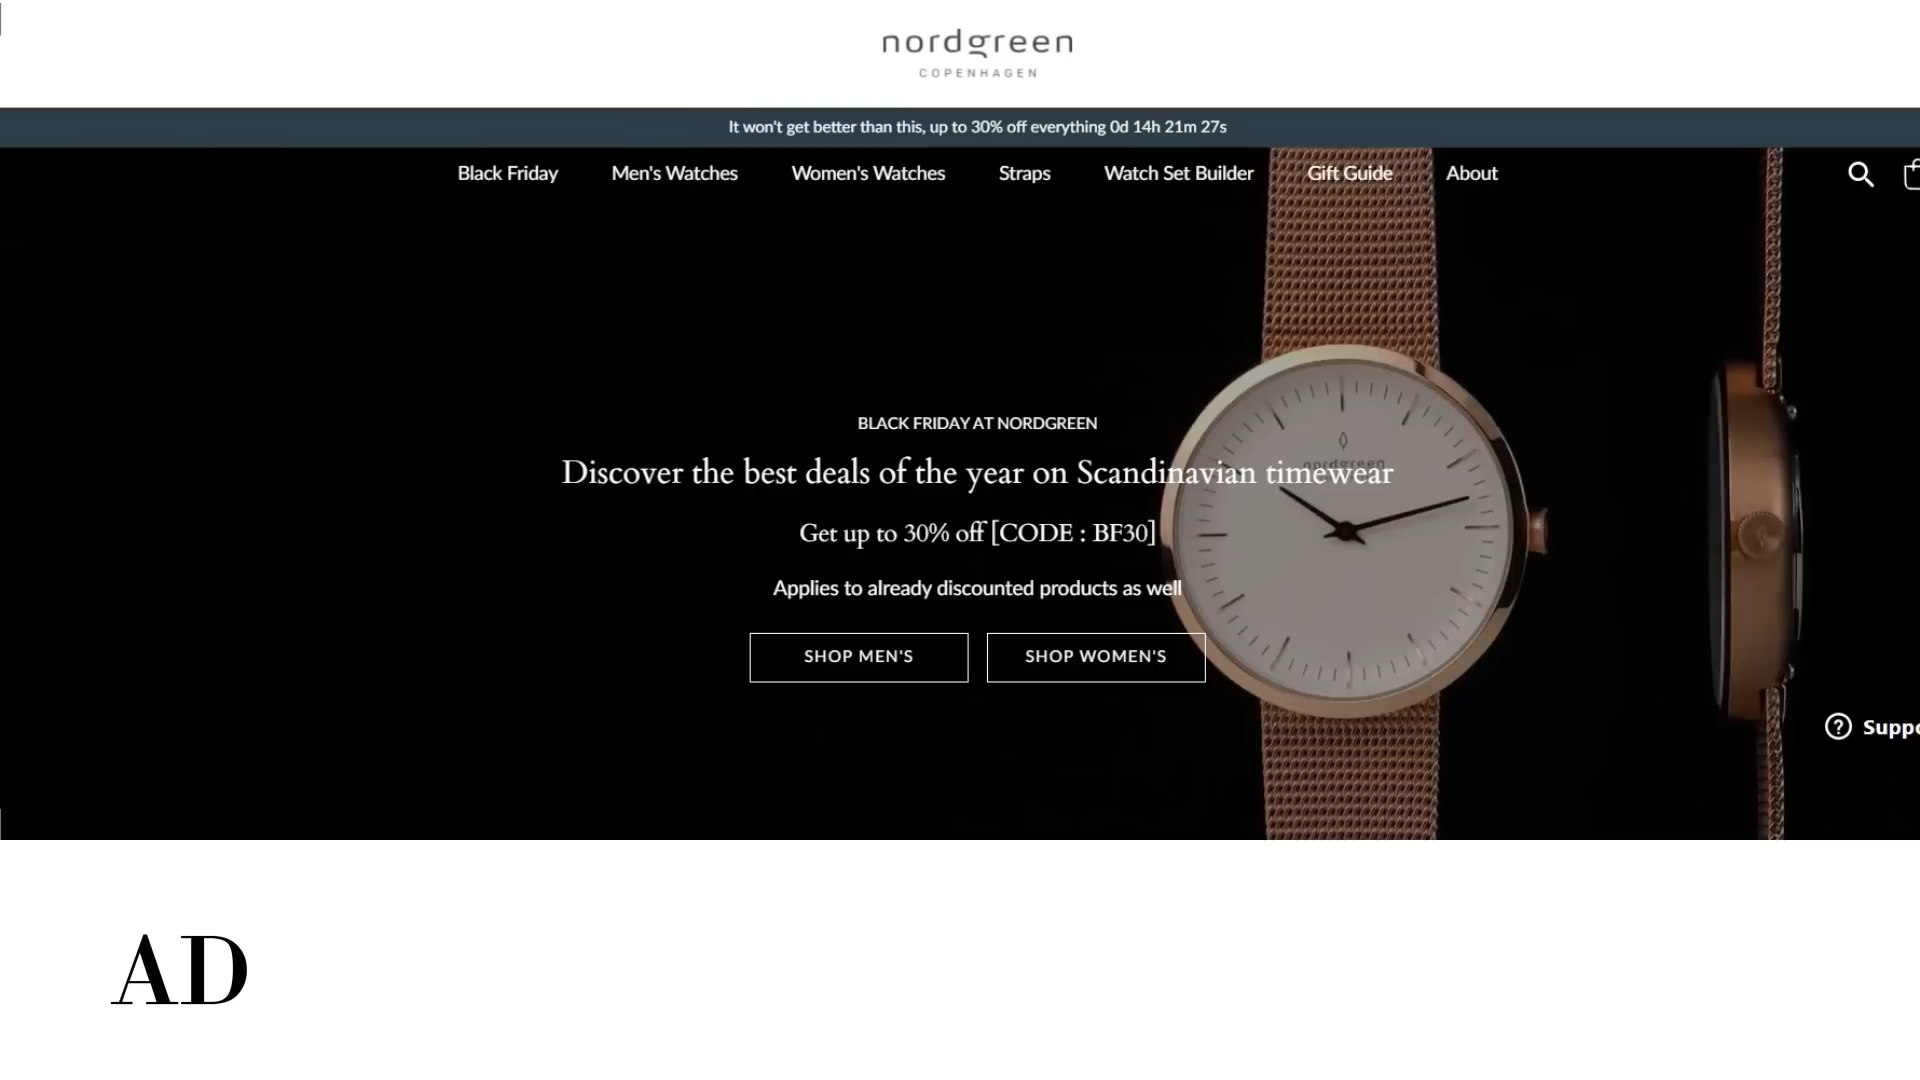 nordgreen
COPENHAGEN
It won't get better than this, up to 30% off everything 0d 14h 21m 27s
Black Friday Men's Watches Women's Watches Straps Watch Set Builder Gift Guide About
BLACK FRIDAY AT NORDGREEN
nordgreen
Discover the best deals of the year on Scandinavian timewear
Get up to 30% off [CODE : BF30]
Applies to already discounted products as well
SHOP MEN'S SHOP WOMEN'S
AD